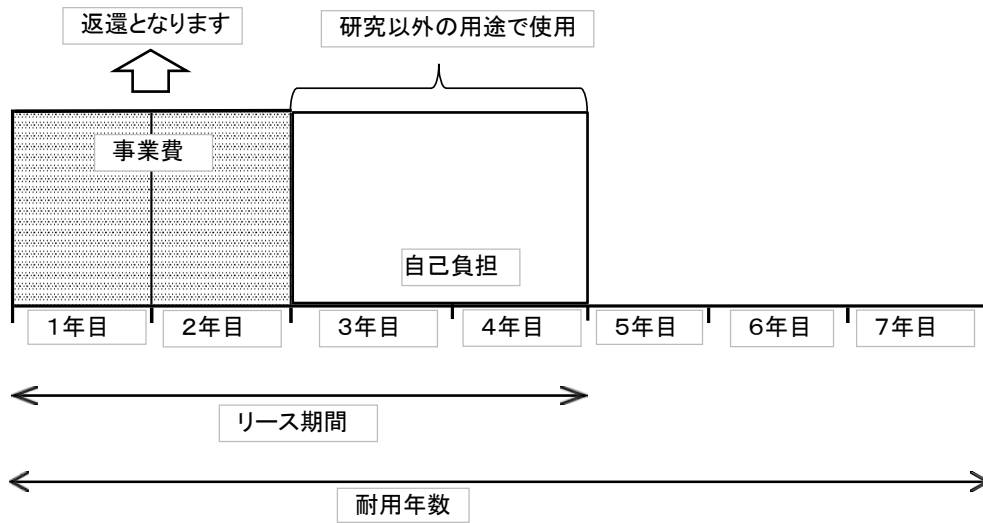 返還となります
研究以外の用途で使用
事業費
自己負担
1年目
2年目
3年目
4年目
5年目
6年目
7年目
リース期間
耐用年数